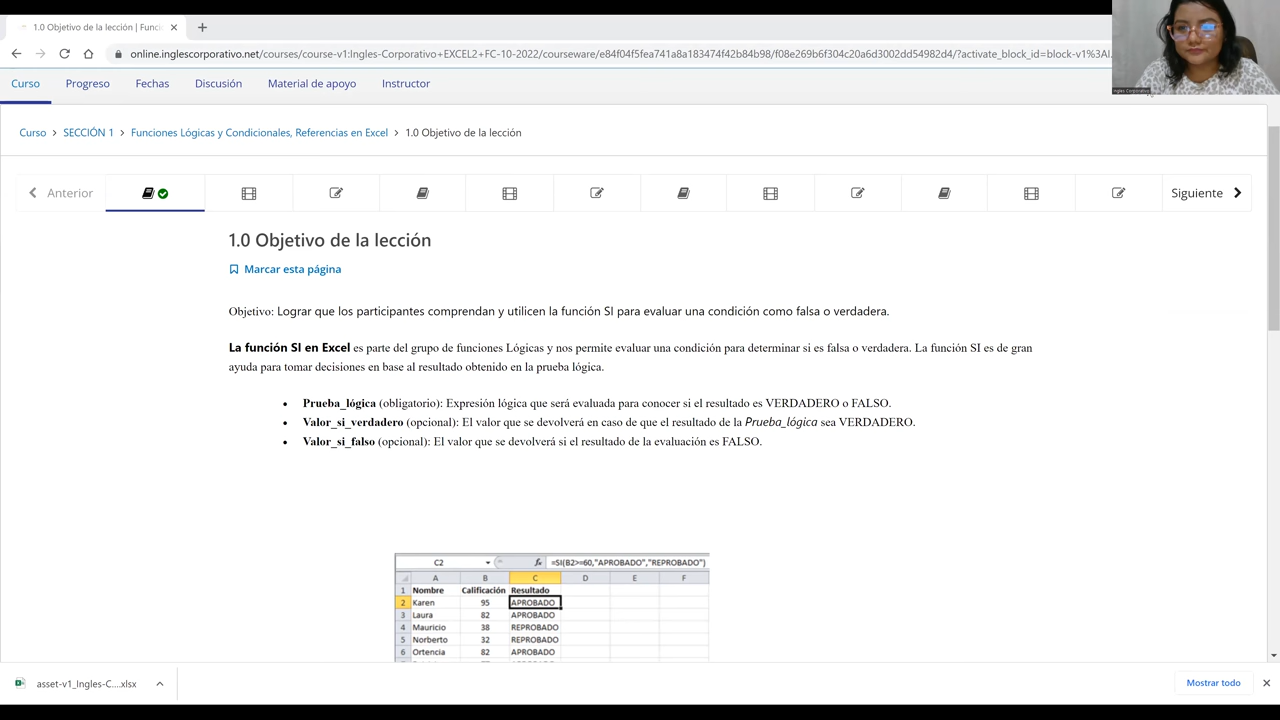 1.0 Objetivo de la lección | Func
online.inglescorporativo.net/courses/course-v1:Ingles-Corporativo+EXCEL2+FC-10-2022/courseware/e84f04f5fea741a8a183474f42b84b98/f08e269b6f304c20a6d3002dd54982d4/?activate_block_id=block-v1%3AI
Ingles Corporativo
Curso Progreso Fechas Discusión Material de apoyo Instructor
Curso > SECCIÓN 1 > Funciones Lógicas y Condicionales, Referencias en Excel > 1.0 Objetivo de la lección
Anterior Siguiente
1.0 Objetivo de la lección
Marcar esta página
Objetivo: Lograr que los participantes comprendan y utilicen la función SI para evaluar una condición como falsa o verdadera.
La función SI en Excel es parte del grupo de funciones Lógicas y nos permite evaluar una condición para determinar si es falsa o verdadera. La función SI es de gran
ayuda para tomar decisiones en base al resultado obtenido en la prueba lógica.
• Prueba_lógica (obligatorio): Expresión lógica que será evaluada para conocer si el resultado es VERDADERO o FALSO.
• Valor_si_verdadero (opcional): El valor que se devolverá en caso de que el resultado de la Prueba_lógica sea VERDADERO.
• Valor_si_falso (opcional): El valor que se devolverá si el resultado de la evaluación es FALSO.
C2 fx =SI(B2>=60,"APROBADO","REPROBADO")
A B C D E F
1 Nombre Calificación Resultado
2 Karen 95 APROBADO
3 Laura 82 APROBADO
4 Mauricio 38 REPROBADO
5 Norberto 32 REPROBADO
6 Ortencia 82 APROBADO
asset-v1_Ingles-C....xlsx
Mostrar todo